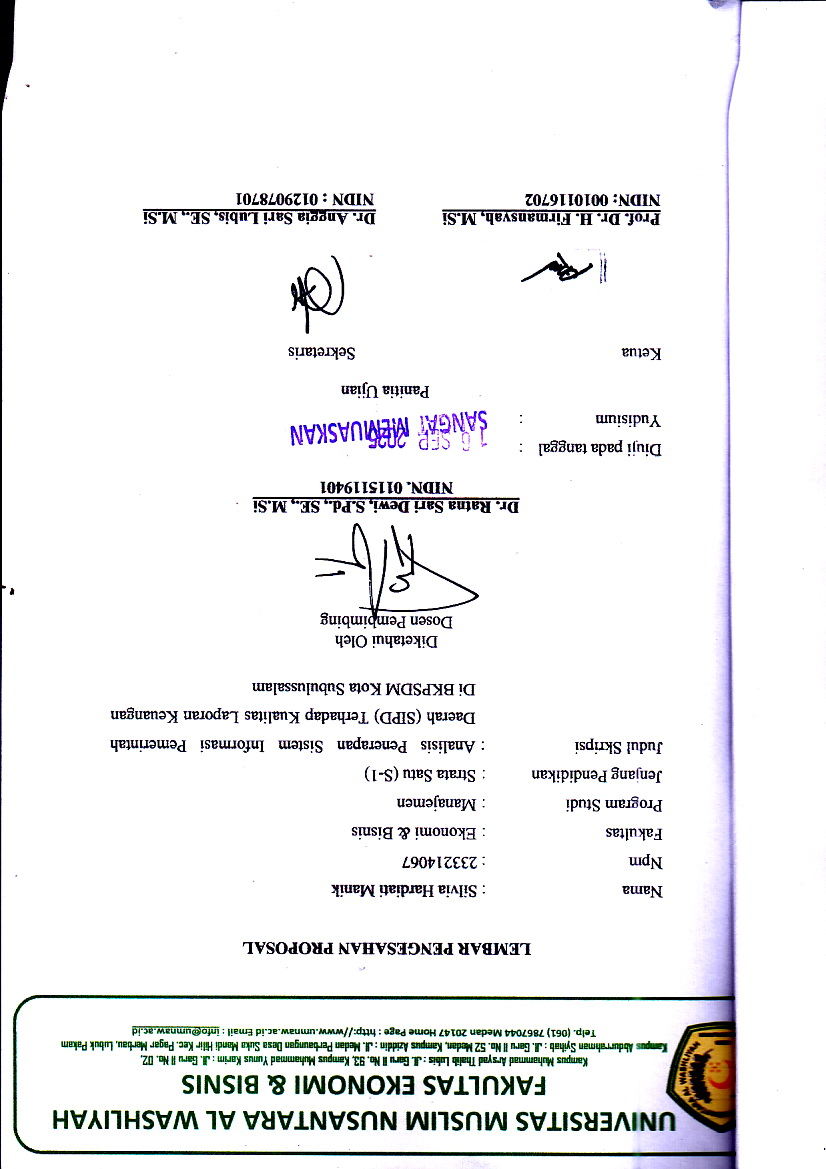 UNIVERSITAS MUSLIM NUSANTARA AL WASHLIYAH
FAKULTAS EKONOMI & BISNIS
Kampus Muhammad Arsyad Thalib Lubis : Jl. Garu II No. 93. Kampus Muhammad Yunus Karim : Jl. Garu II No. 02.
Kampus Abdurrahman Syihab : Jl. Garu II No. 52 Medan. Kampus Aziddin : Jl. Medan Perbaungan Desa Suka Mandi Hilir Kec. Pagar Merbau, Lubuk Pakam
Telp. (061) 7867044 Medan 20147 Home Page : http://www.umnaw.ac.id Email : info@umnaw.ac.id
LEMBAR PENGESAHAN PROPOSAL
Nama : Silvia Hardiati Manik
Npm : 233214067
Fakultas : Ekonomi & Bisnis
Program Studi : Manajemen
Jenjang Pendidikan : Strata Satu (S-1)
Judul Skripsi : Analisis Penerapan Sistem Informasi Pemerintah
Daerah (SIPD) Terhadap Kualitas Laporan Keuangan
Di BKPSDM Kota Subulussalam
Diketahui Oleh
Dosen Pembimbing
Dr. Ratna Sari Dewi, S.Pd., SE., M.Si
NIDN. 0115119401
Diuji pada tanggal : 16 SEP 2025
Yudisium : SANGAT MEMUASKAN
Panitia Ujian
Ketua Sekretaris
Prof. Dr. H. Firmansyah, M.Si Dr. Anggia Sari Lubis, SE., M.Si
NIDN: 0010116702 NIDN : 0129078701